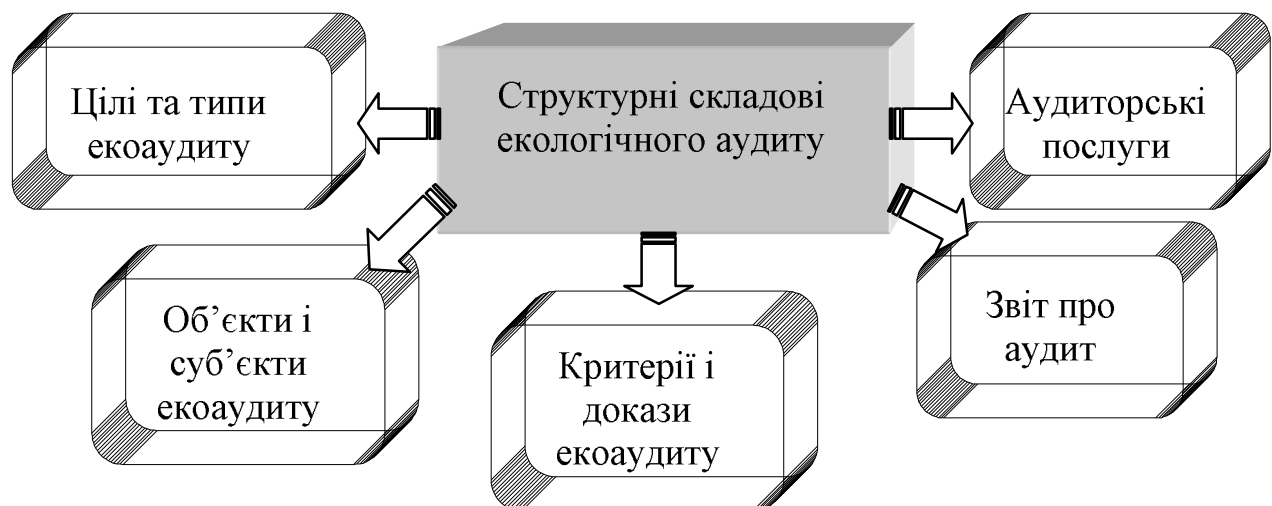 Структурні складові
екологічного аудиту
Цілі та типи
екоаудиту
Аудиторські
послуги
Об’єкти і
суб’єкти
екоаудиту
Критерії і
докази
екоаудиту
Звіт про
аудит